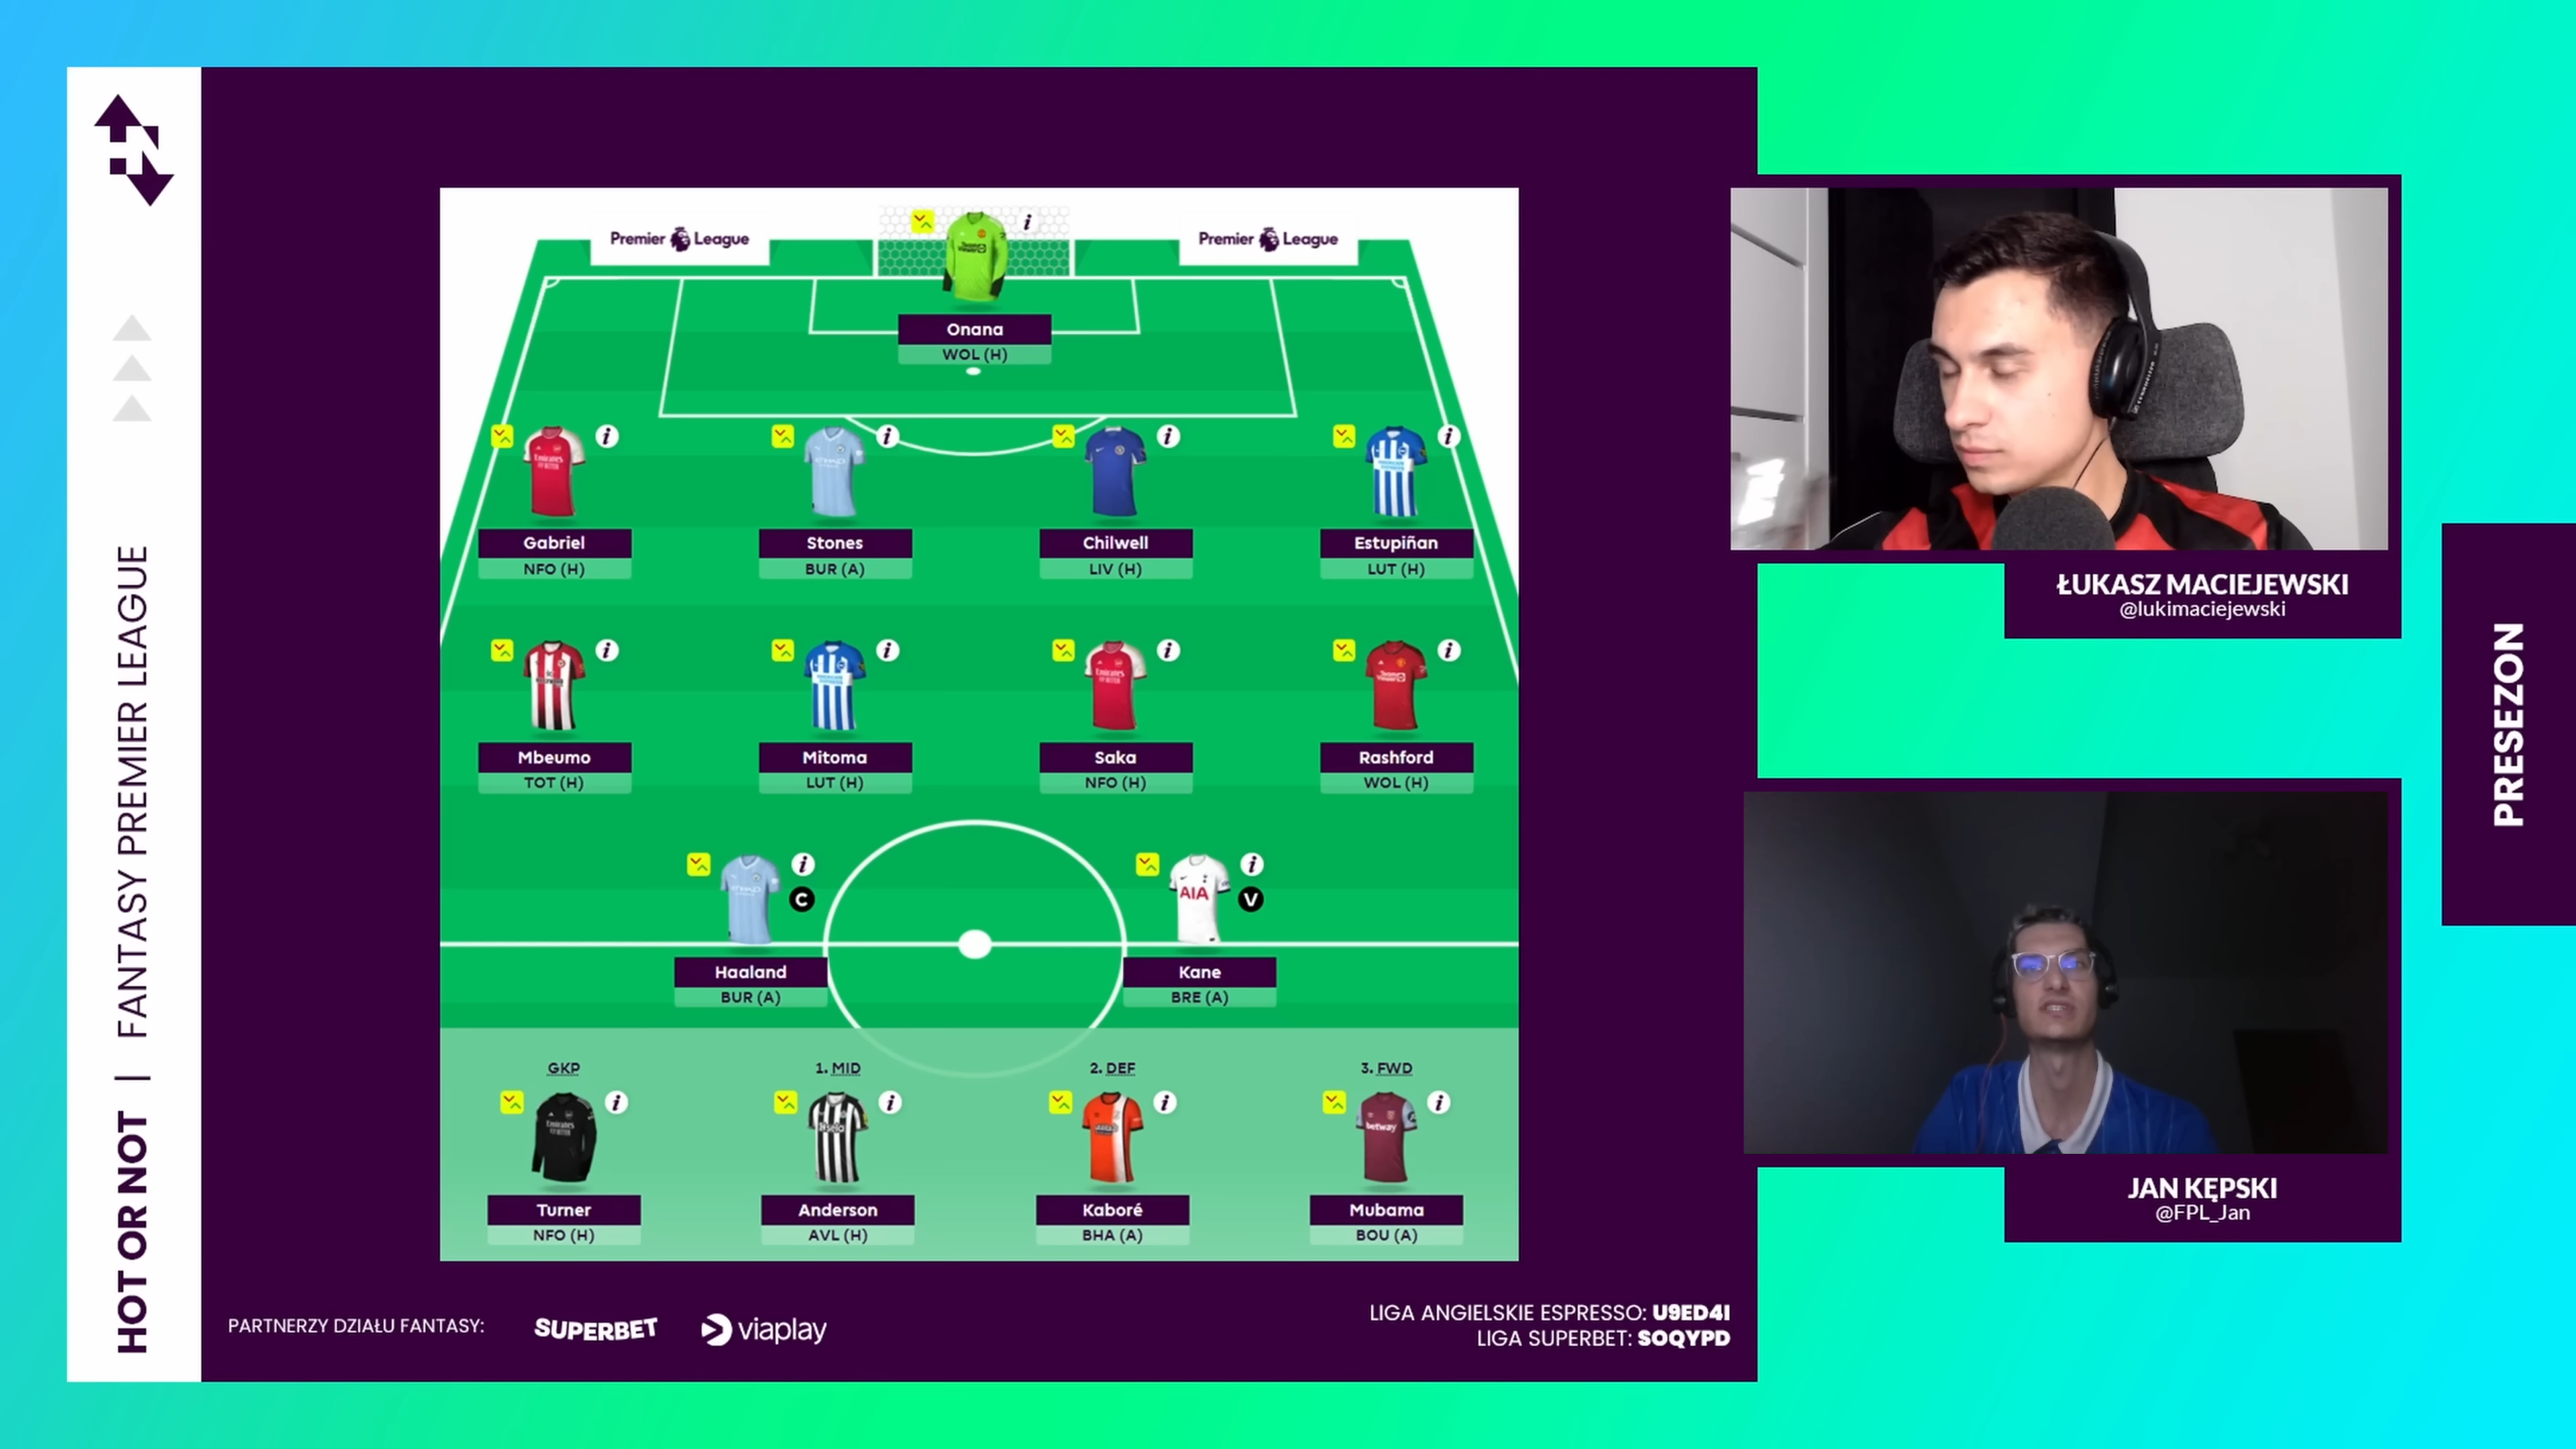 HOT OR NOT | FANTASY PREMIER LEAGUE
Premier League
Premier League
Onana
WOL (H)
Gabriel
NFO (H)
Stones
BUR (A)
Chilwell
LIV (H)
Estupiñan
LUT (H)
Mbeumo
TOT (H)
Mitoma
LUT (H)
Saka
NFO (H)
Rashford
WOL (H)
C
V
AIA
Haaland
BUR (A)
Kane
BRE (A)
GKP
1. MID
2. DEF
3. FWD
betway
Turner
NFO (H)
Anderson
AVL (H)
Kaboré
BHA (A)
Mubama
BOU (A)
PARTNERZY DZIAŁU FANTASY:
SUPERBET
viaplay
LIGA ANGIELSKIE ESPRESSO: U9ED4I
LIGA SUPERBET: SOQYPD
ŁUKASZ MACIEJEWSKI
@lukimaciejewski
JAN KĘPSKI
@FPL_Jan
PRESEZON